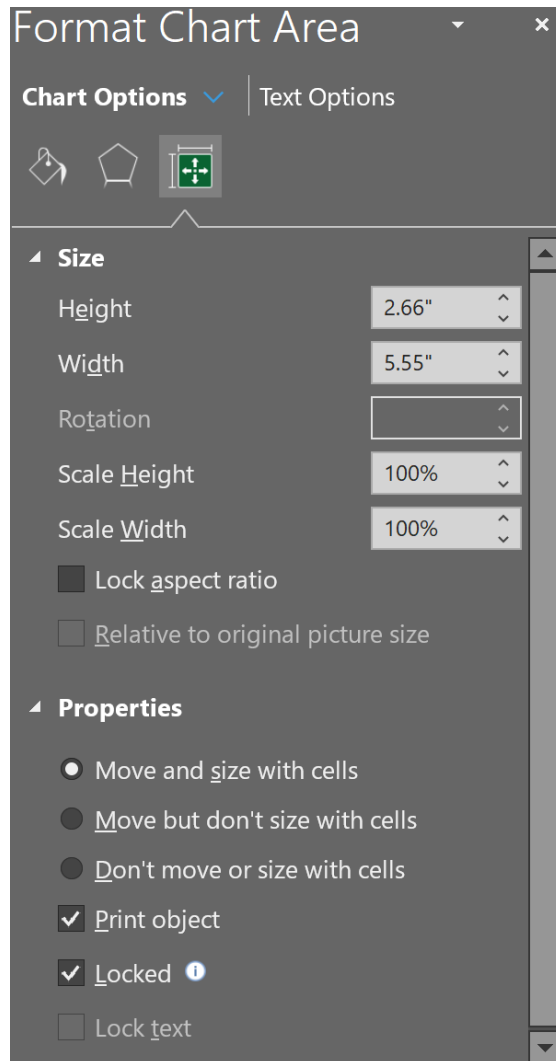 Format Chart Area
Chart Options Text Options
Size
Height 2.66"
Width 5.55"
Rotation
Scale Height 100%
Scale Width 100%
Lock aspect ratio
Relative to original picture size
Properties
Move and size with cells
Move but don't size with cells
Don't move or size with cells
Print object
Locked
Lock text